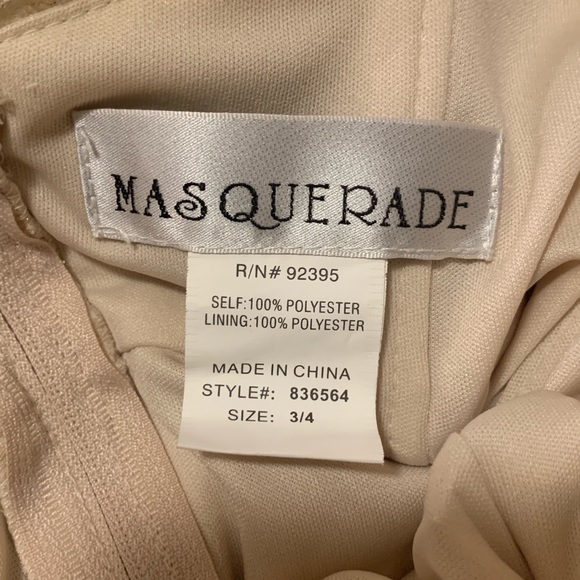 MASQUERADE
R/N# 92395
SELF:100% POLYESTER
LINING:100% POLYESTER
MADE IN CHINA
STYLE#: 836564
SIZE: 3/4